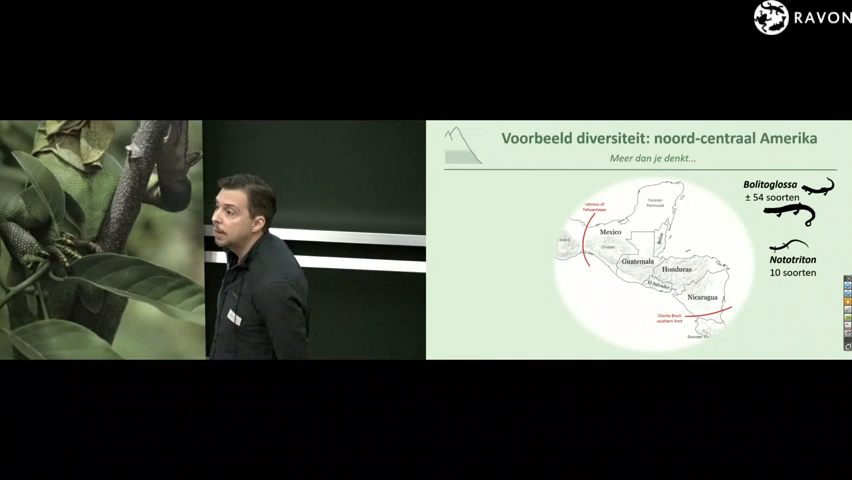 RAVON
Voorbeeld diversiteit: noord-centraal Amerika
Meer dan je denkt...
Bolitoglossa
± 54 soorten
Nototriton
10 soorten
Isthmus of
Tehuantepec
Yucatan
Peninsula
Mexico
Chiapas
Belize
Guatemala
Honduras
El Salvador
Nicaragua
Chortis Block
southern limit